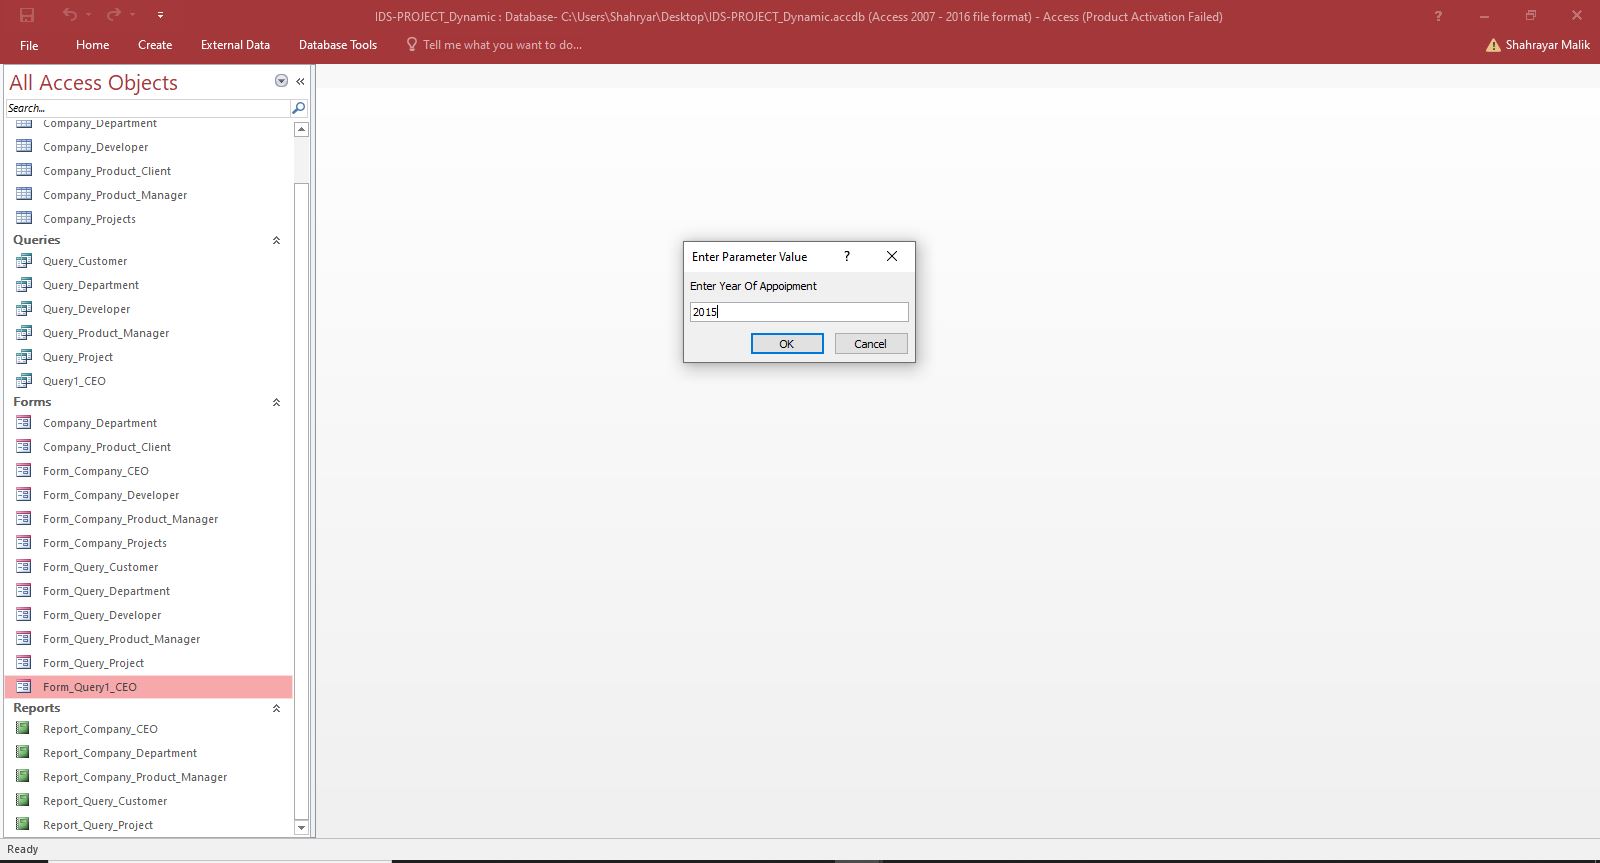 IDS-PROJECT_Dynamic : Database- C:\Users\Shahryar\Desktop\IDS-PROJECT_Dynamic.accdb (Access 2007 - 2016 file format) - Access (Product Activation Failed)
?
File
Home
Create
External Data
Database Tools
Tell me what you want to do...
Shahrayar Malik
All Access Objects
Search...
Company_Department
Company_Developer
Company_Product_Client
Company_Product_Manager
Company_Projects
Queries
Query_Customer
Query_Department
Query_Developer
Query_Product_Manager
Query_Project
Query1_CEO
Forms
Company_Department
Company_Product_Client
Form_Company_CEO
Form_Company_Developer
Form_Company_Product_Manager
Form_Company_Projects
Form_Query_Customer
Form_Query_Department
Form_Query_Developer
Form_Query_Product_Manager
Form_Query_Project
Form_Query1_CEO
Reports
Report_Company_CEO
Report_Company_Department
Report_Company_Product_Manager
Report_Query_Customer
Report_Query_Project
Enter Parameter Value
?
Enter Year Of Appoipment
2015
OK
Cancel
Ready